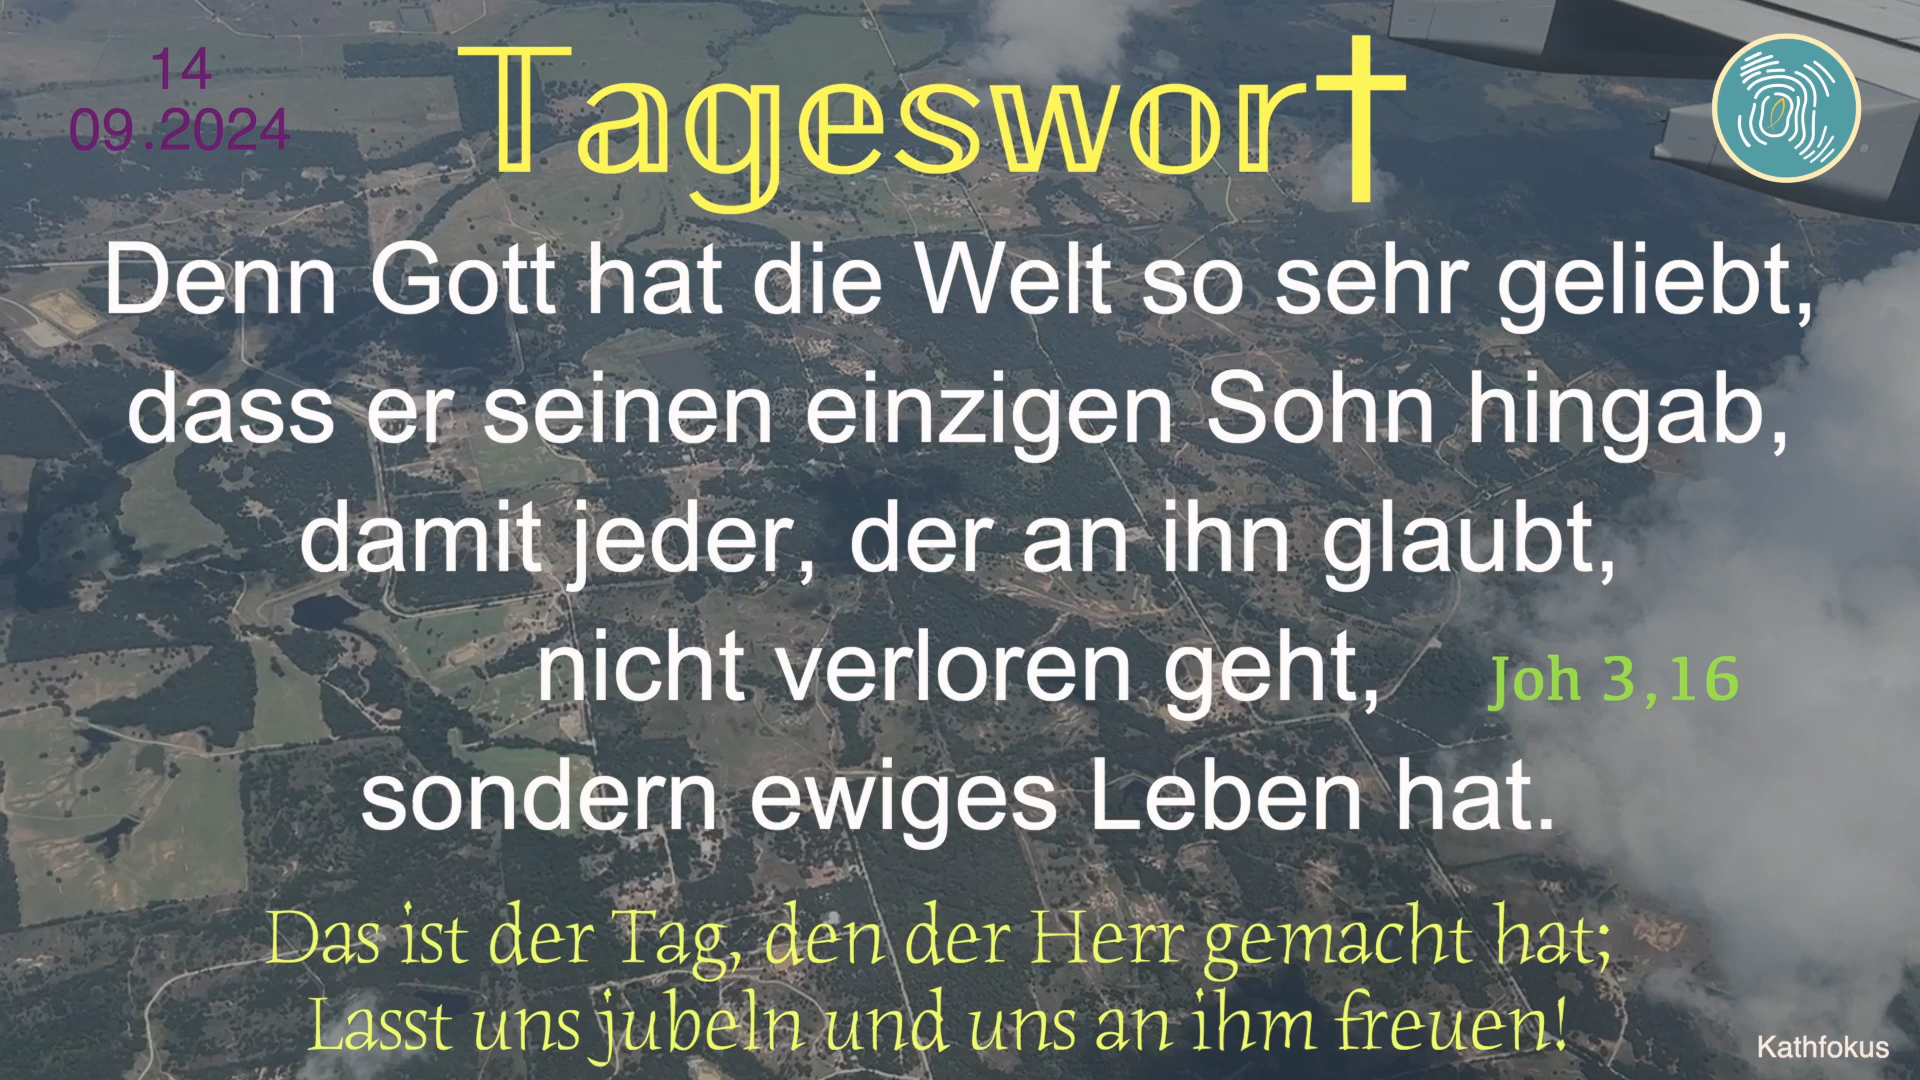 14
09.2024
Tageswort
Denn Gott hat die Welt so sehr geliebt,
dass er seinen einzigen Sohn hingab,
damit jeder, der an ihn glaubt,
nicht verloren geht,
Joh 3,16
sondern ewiges Leben hat.
Das ist der Tag, den der Herr gemacht hat;
Lasst uns jubeln und uns an ihm freuen!
Kathfokus